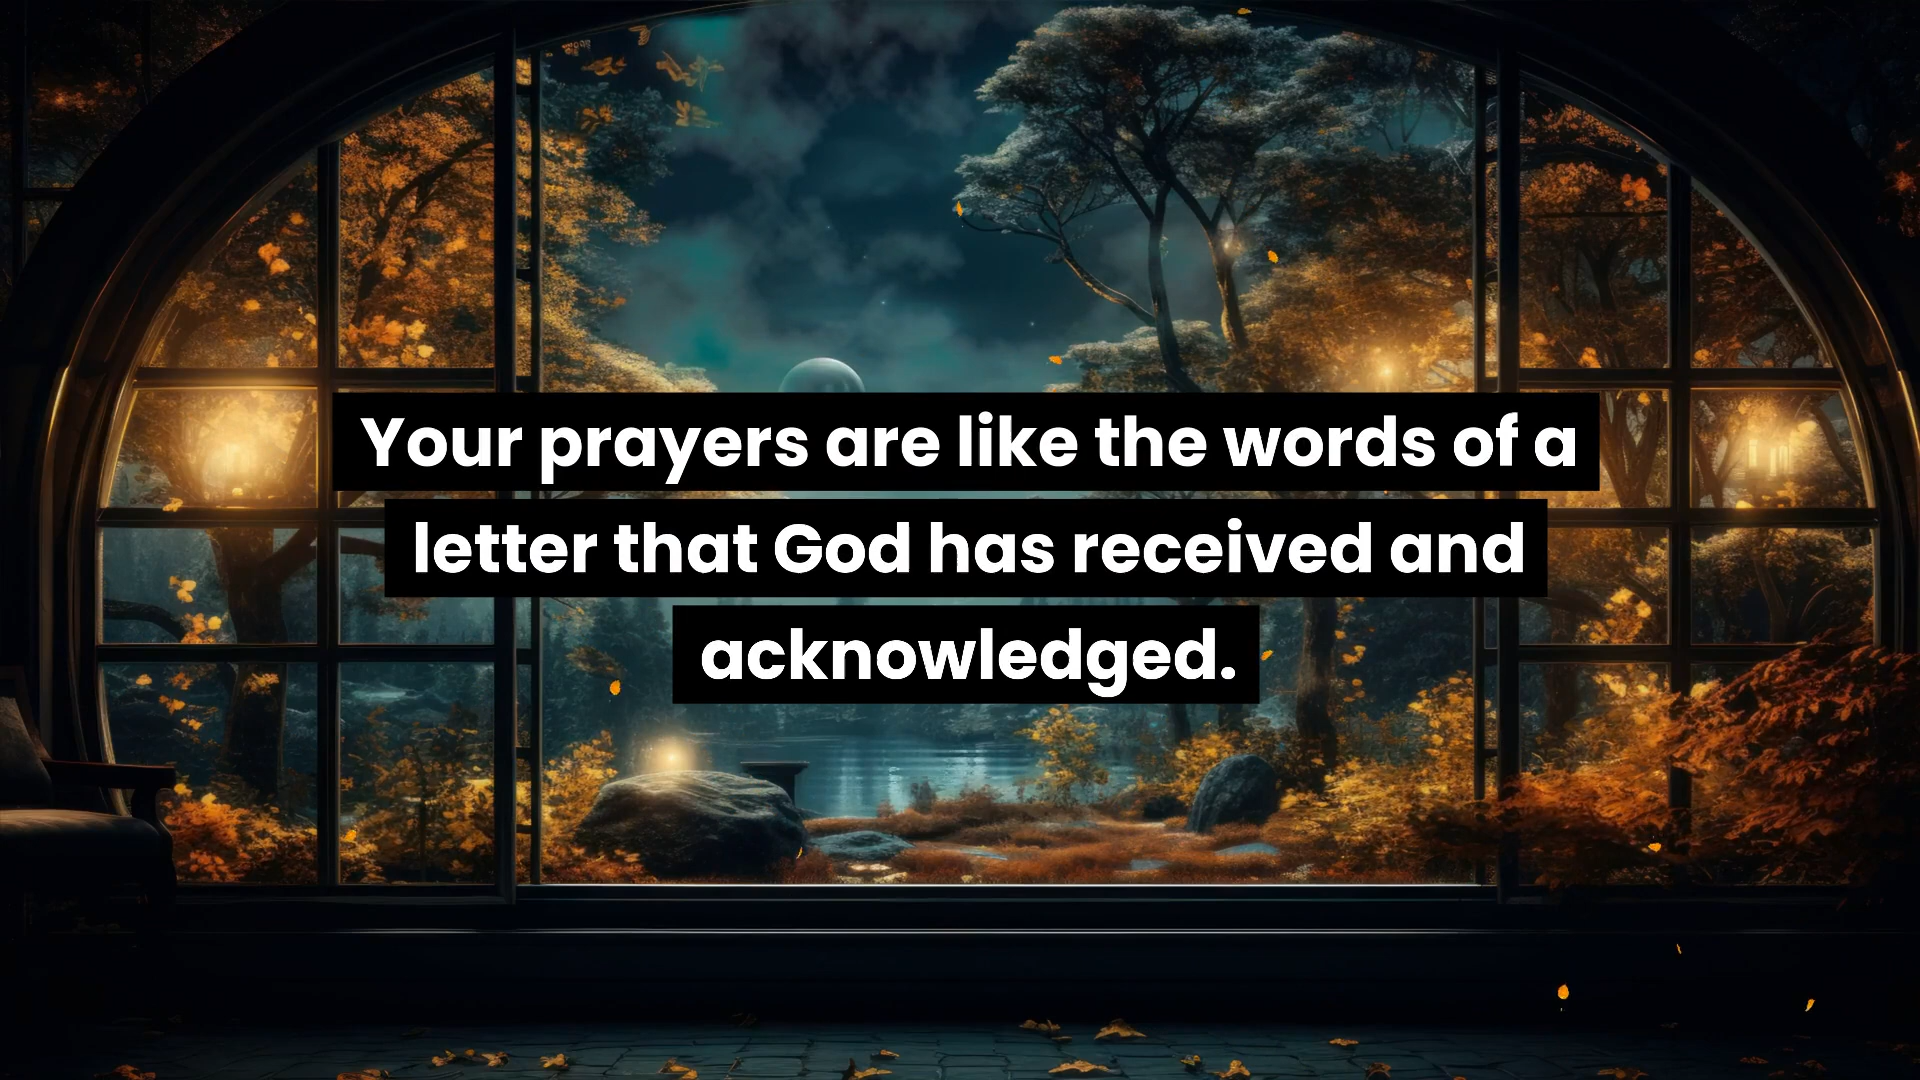 Your prayers are like the words of a
letter that God has received and
acknowledged.